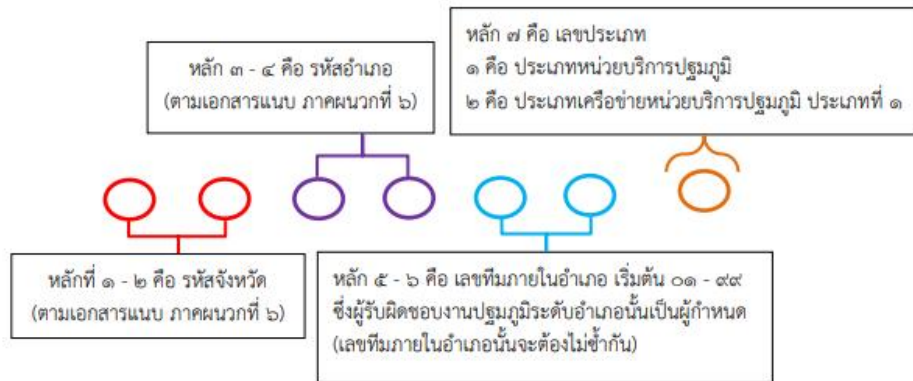 หลัก ๗ คือ เลขประเภท
๑ คือ ประเภทหน่วยบริการปฐมภูมิ
๒ คือ ประเภทเครือข่ายหน่วยบริการปฐมภูมิ ประเภทที่ ๑
หลัก ๓ - ๔ คือ รหัสอำเภอ
(ตามเอกสารแนบ ภาคผนวกที่ ๖)
หลักที่ ๑ - ๒ คือ รหัสจังหวัด
(ตามเอกสารแนบ ภาคผนวกที่ ๖)
หลัก ๕ - ๖ คือ เลขทีมภายในอำเภอ เริ่มต้น ๐๑ - ๙๙
ซึ่งผู้รับผิดชอบงานปฐมภูมิระดับอำเภอนั้นเป็นผู้กำหนด
(เลขทีมภายในอำเภอนั้นจะต้องไม่ซ้ำกัน)